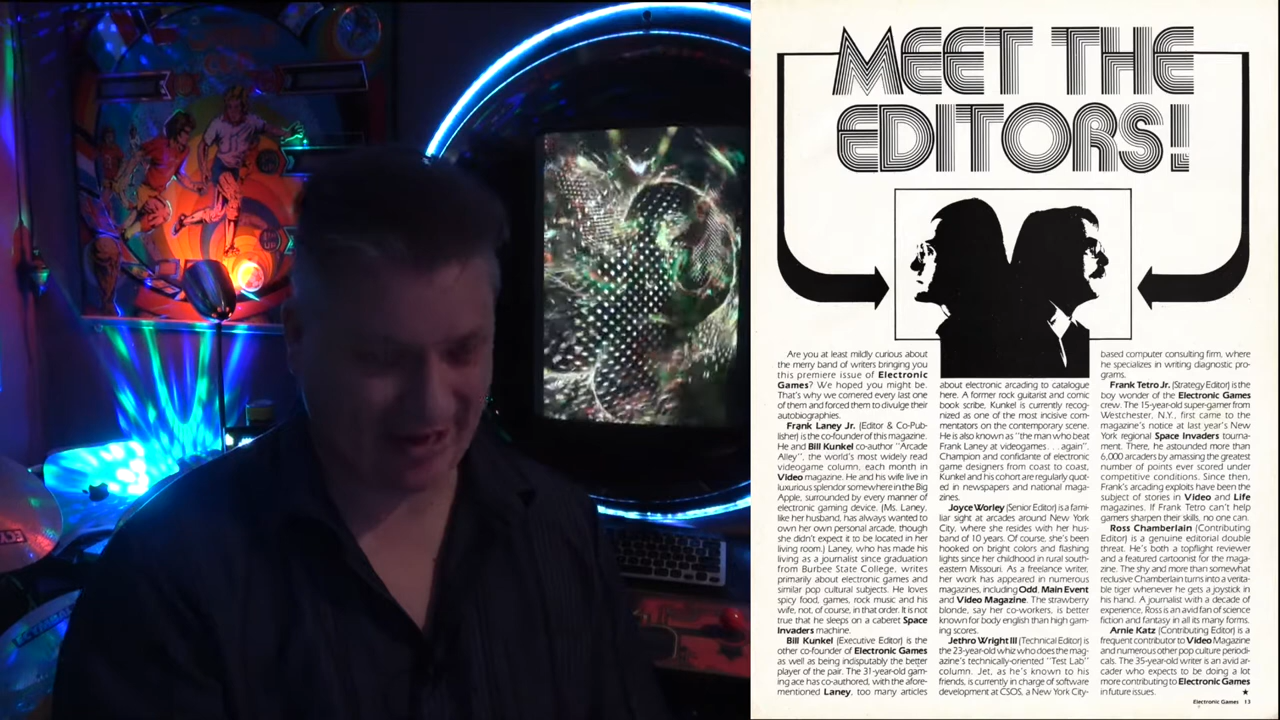 MEET THE
EDITORS!
Are you at least mildly curious about
the merry band of writers bringing you
this premiere issue of Electronic
Games? We hoped you might be.
That's why we cornered every last one
of them and forced them to divulge their
autobiographies.
Frank Laney Jr. (Editor & Co-Pub-
lisher) is the co-founder of this magazine.
He and Bill Kunkel co-author "Arcade
Alley", the world's most widely read
videogame column, each month in
Video magazine. He and his wife live in
luxurious splendor somewhere in the Big
Apple, surrounded by every manner of
electronic gaming device. (Ms. Laney,
like her husband, has always wanted to
own her own personal arcade, though
she didn't expect it to be located in her
living room.) Laney, who has made his
living as a journalist since graduation
from Burbee State College, writes
primarily about electronic games and
similar pop cultural subjects. He loves
spicy food, games, rock music and his
wife, not, of course, in that order. It is not
true that he sleeps on a caberet Space
Invaders machine.
Bill Kunkel (Executive Editor) is the
other co-founder of Electronic Games
as well as being indisputably the better
player of the pair. The 31-year-old gam-
ing ace has co-authored, with the afore-
mentioned Laney, too many articles
about electronic arcading to catalogue
here. A former rock guitarist and comic
book scribe, Kunkel is currently recog-
nized as one of the most incisive com-
mentators on the contemporary scene.
He is also known as "the man who beat
Frank Laney at videogames . . . again".
Champion and confidante of electronic
game designers from coast to coast,
Kunkel and his cohort are regularly quot-
ed in newspapers and national maga-
zines.
Joyce Worley (Senior Editor) is a fami-
liar sight at arcades around New York
City, where she resides with her hus-
band of 10 years. Of course, she's been
hooked on bright colors and flashing
lights since her childhood in rural south-
eastern Missouri. As a freelance writer,
her work has appeared in numerous
magazines, including Odd, Main Event
and Video Magazine. The strawberry
blonde, say her co-workers, is better
known for body english than high gam-
ing scores.
Jethro Wright III (Technical Editor) is
the 23-year-old whiz who does the mag-
azine's technically-oriented "Test Lab"
column. Jet, as he's known to his
friends, is currently in charge of software
development at CSOS, a New York City-
based computer consulting firm, where
he specializes in writing diagnostic pro-
grams.
Frank Tetro Jr. (Strategy Editor) is the
boy wonder of the Electronic Games
crew. The 15-year-old super-gamer from
Westchester, N.Y., first came to the
magazine's notice at last year's New
York regional Space Invaders tourna-
ment. There, he astounded more than
6,000 arcaders by amassing the greatest
number of points ever scored under
competitive conditions. Since then,
Frank's arcading exploits have been the
subject of stories in Video and Life
magazines. If Frank Tetro can't help
gamers sharpen their skills, no one can.
Ross Chamberlain (Contributing
Editor) is a genuine editorial double
threat. He's both a topflight reviewer
and a featured cartoonist for the maga-
zine. The shy and more than somewhat
reclusive Chamberlain turns into a verita-
ble tiger whenever he gets a joystick in
his hand. A journalist with a decade of
experience, Ross is an avid fan of science
fiction and fantasy in all its many forms.
Arnie Katz (Contributing Editor) is a
frequent contributor to Video Magazine
and numerous other pop culture periodi-
cals. The 35-year-old writer is an avid ar-
cader who expects to be doing a lot
more contributing to Electronic Games
in future issues.
Electronic Games 13